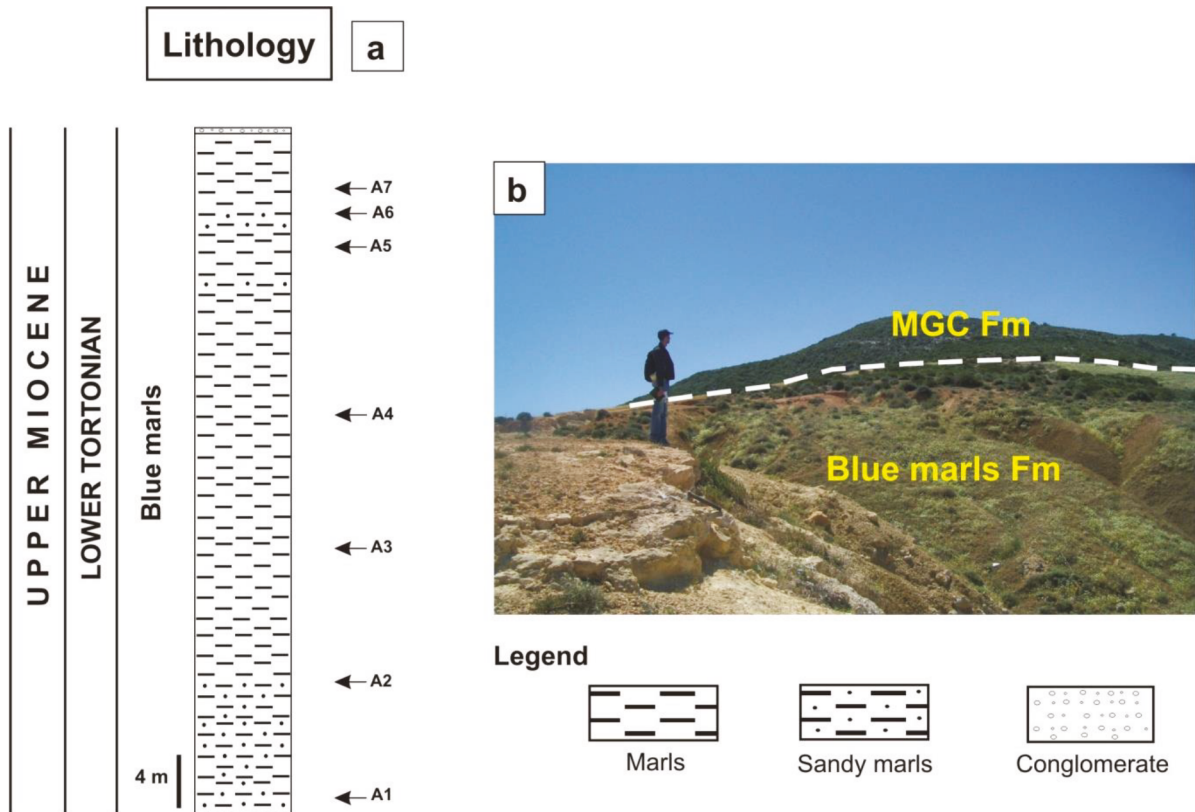 Lithology
a
UPPER MIOCENE
LOWER TORTONIAN
Blue marls
A7
A6
A5
A4
A3
A2
A1
4 m
b
MGC Fm
Blue marls Fm
Legend
Marls
Sandy marls
Conglomerate